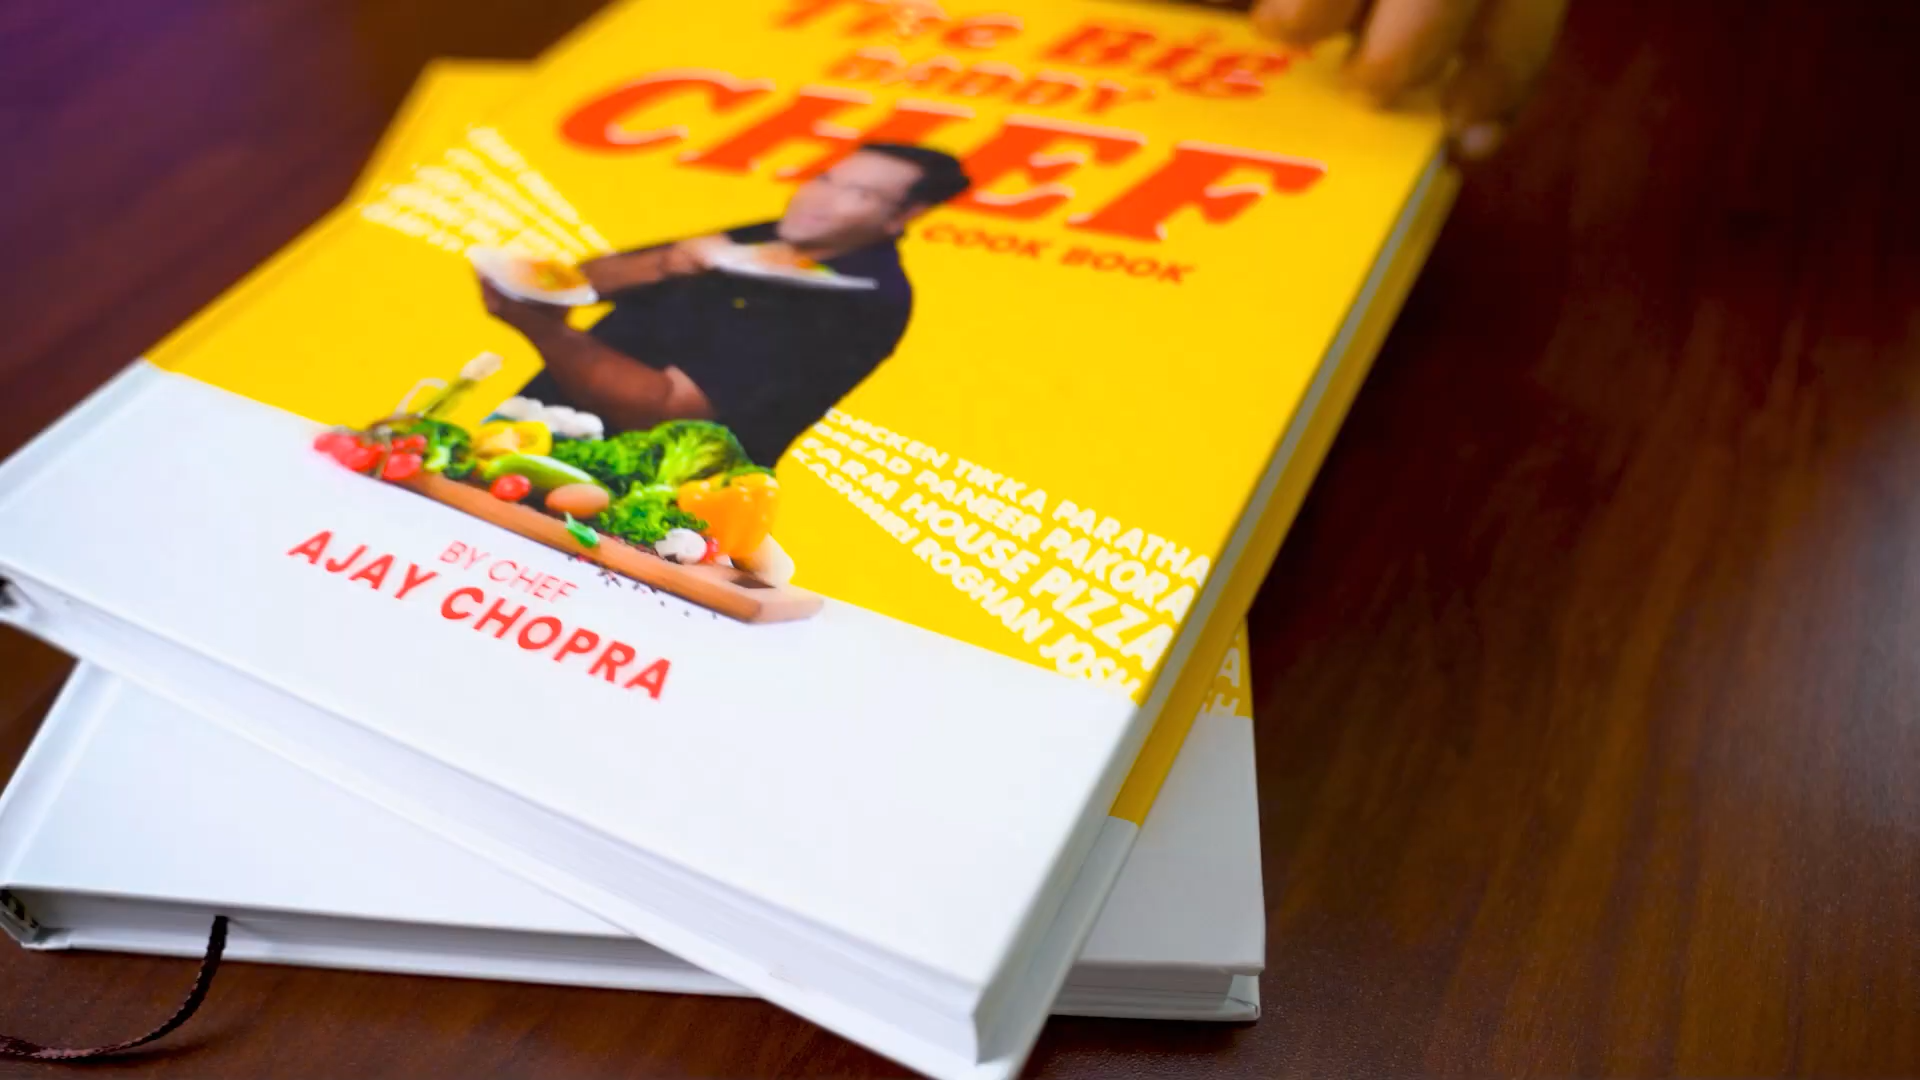 The Big
DADDY
CHEF
COOK BOOK
CHICKEN TIKKA PARATHA
BREAD PANEER PAKORA
FARM HOUSE PIZZA
KASHMIRI ROGHAN JOSH
BY CHEF
AJAY CHOPRA